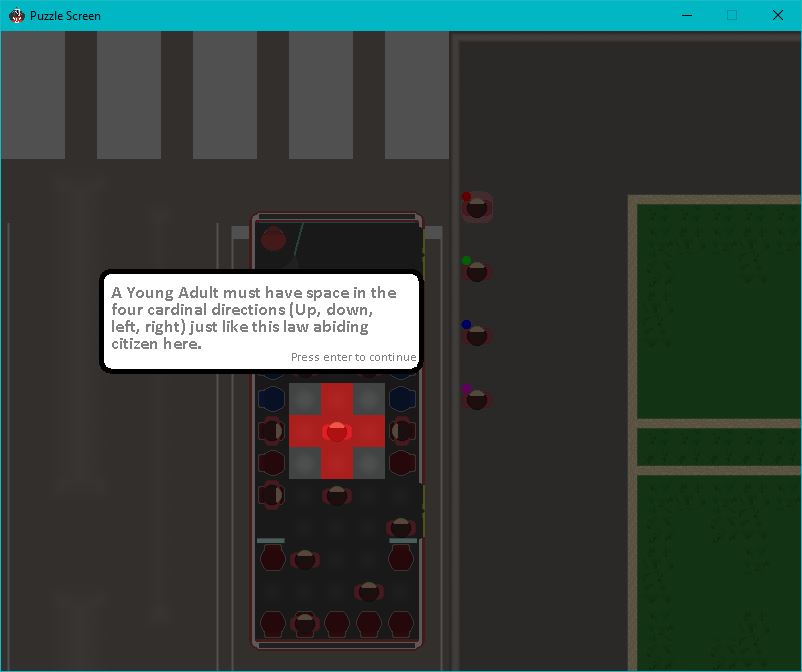 Puzzle Screen
A Young Adult must have space in the
four cardinal directions (Up, down,
left, right) just like this law abiding
citizen here.
Press enter to continue